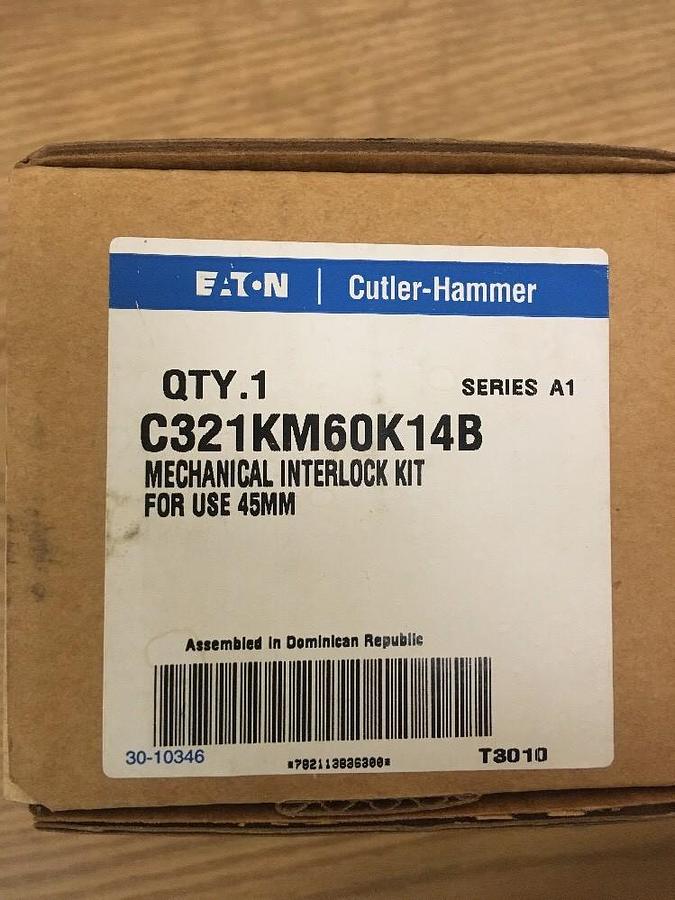 EATON | Cutler-Hammer
QTY.1 SERIES A1
C321KM60K14B
MECHANICAL INTERLOCK KIT
FOR USE 45MM
Assembled in Dominican Republic
30-10346 *782113836300* T3010